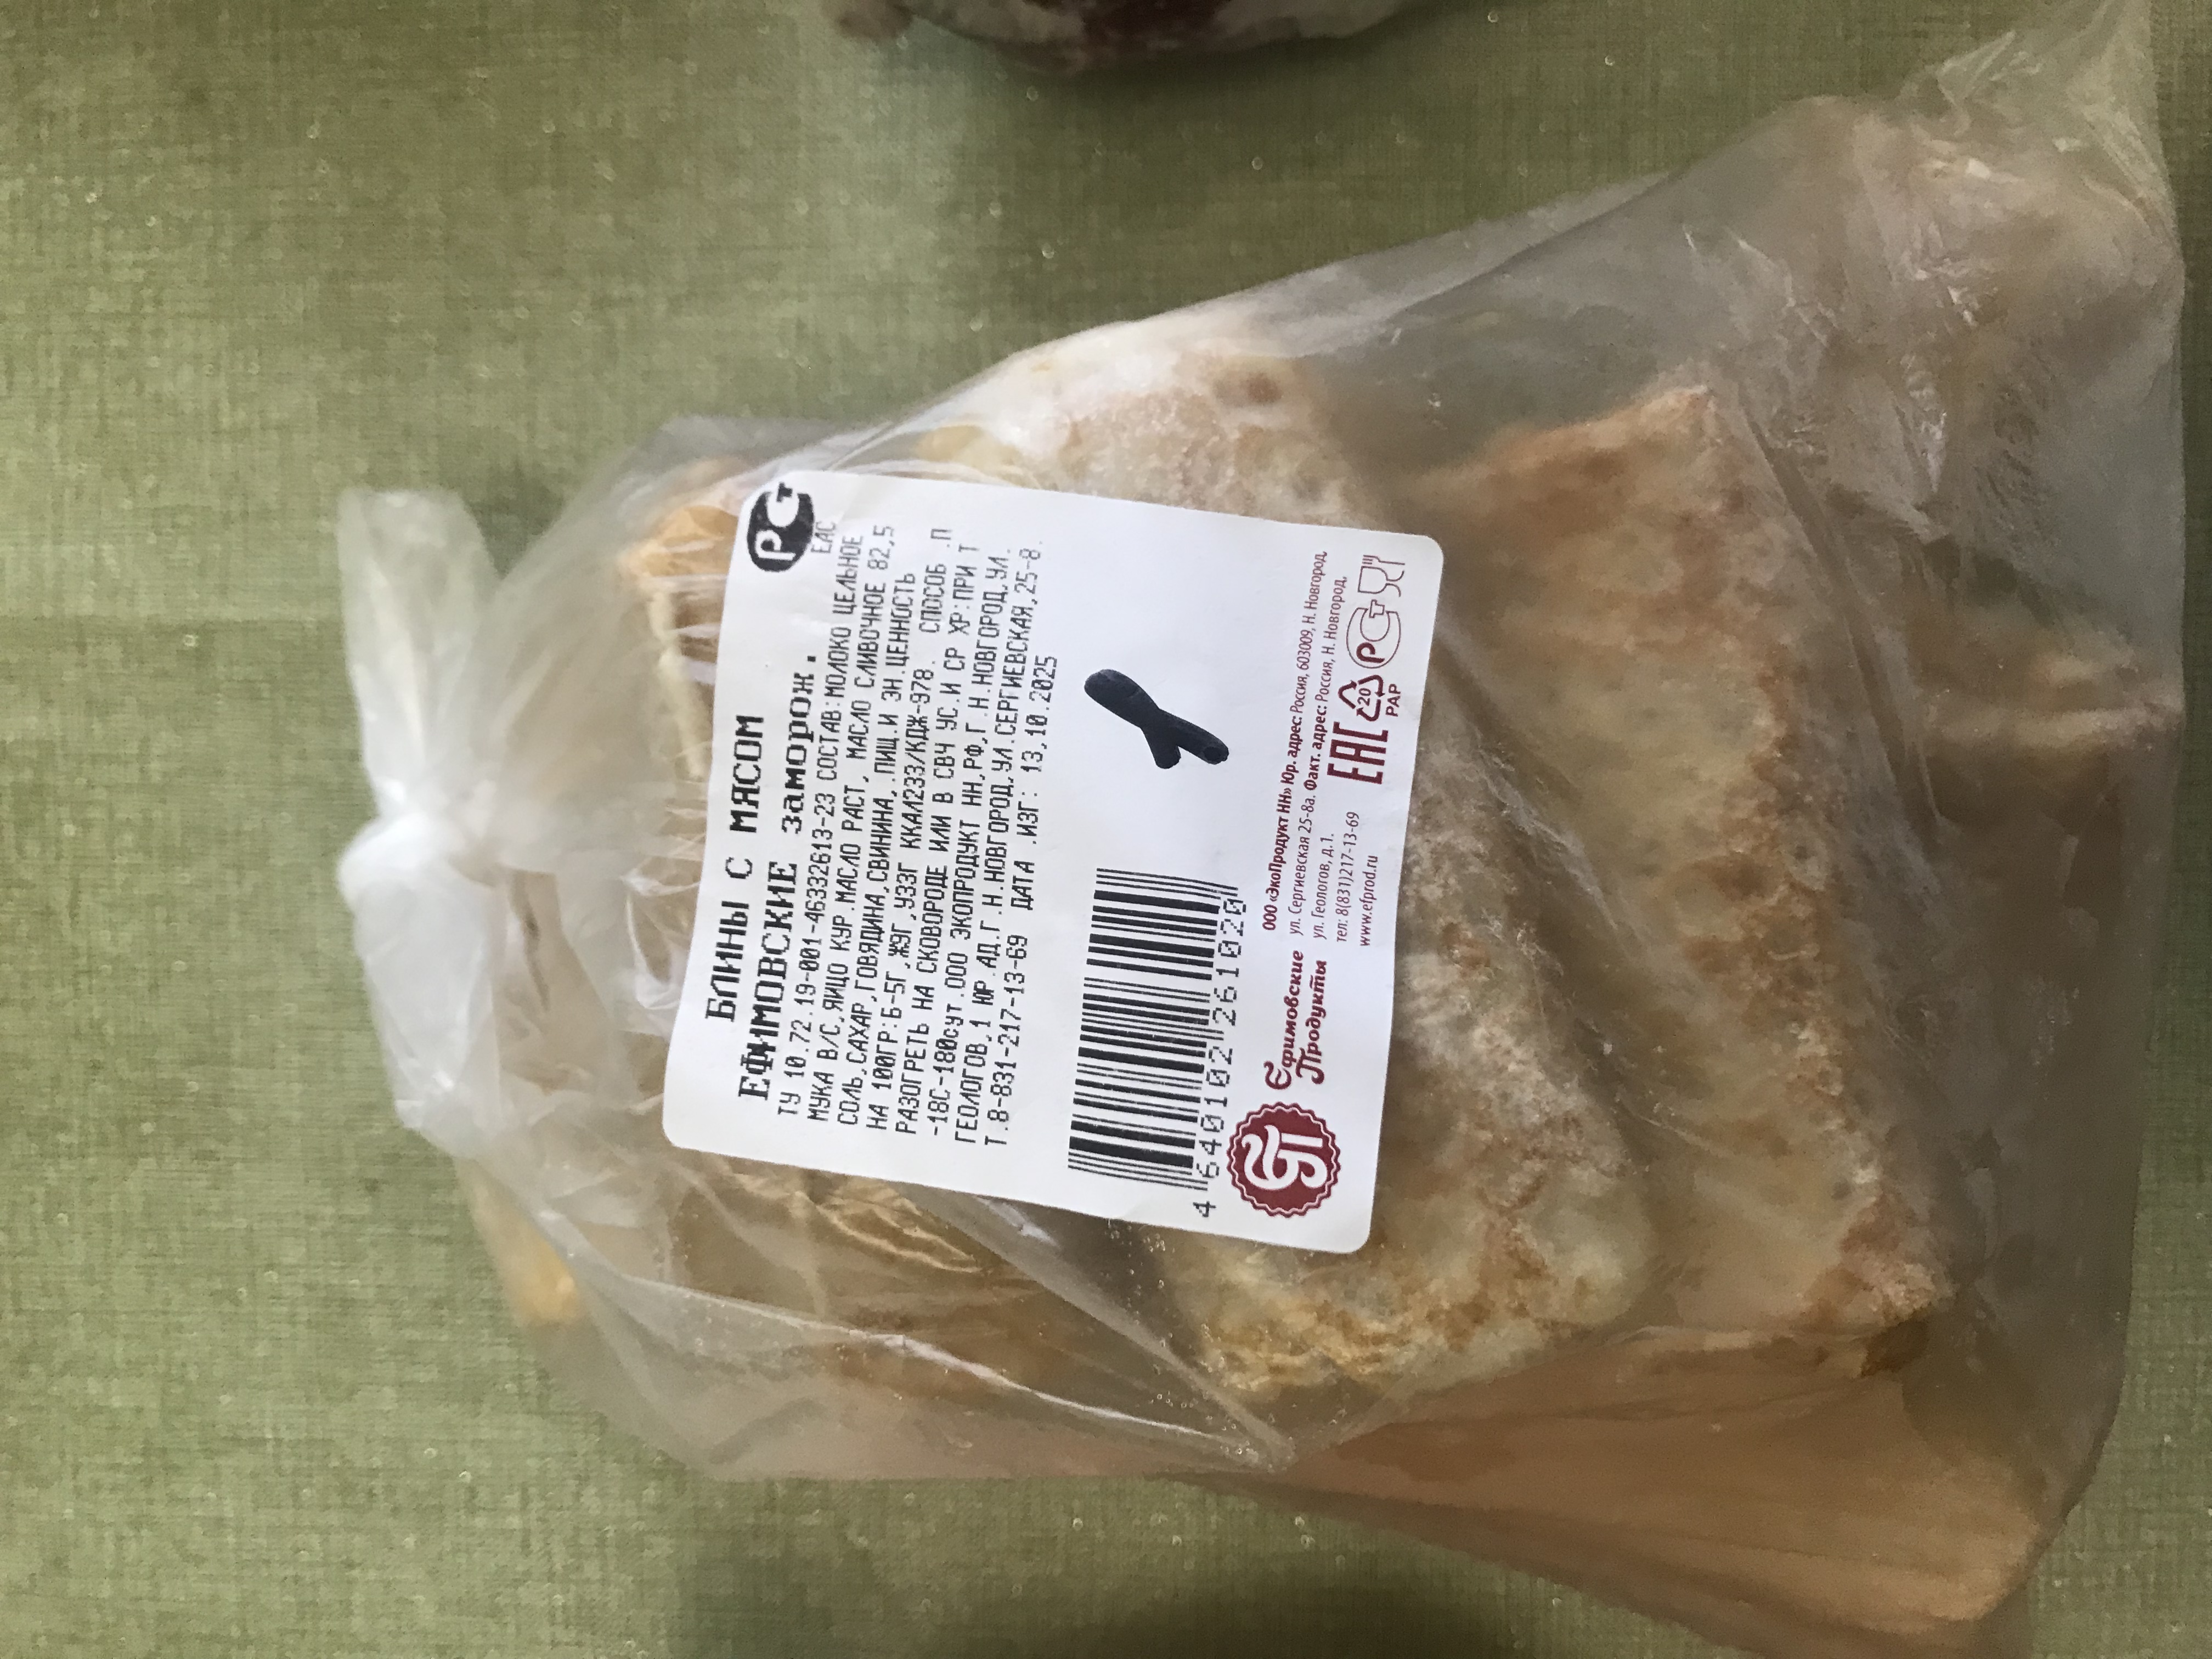 БЛИНЫ С МЯСОМ
ЕФИМОВСКИЕ заморож.
РСТ
ЕАС
ТУ 10.72.19-001-46332613-23 СОСТАВ:МОЛОКО ЦЕЛЬНОЕ
МУКА В/С,ЯЙЦО КУР.МАСЛО РАСТ, МАСЛО СЛИВОЧНОЕ 82,5
СОЛЬ,САХАР,ГОВЯДИНА,СВИНИНА,.ПИЩ.И ЭН.ЦЕННОСТЬ
НА 100ГР:Б-5Г,Ж9Г,У33Г ККАЛ233/КДЖ-978. СПОСОБ .П
РАЗОГРЕТЬ НА СКОВОРОДЕ ИЛИ В СВЧ УС.И СР ХР:ПРИ Т
-18С-180сут.ООО ЭКОПРОДУКТ НН,РФ,Г.Н.НОВГОРОД,УЛ.
ГЕОЛОГОВ,1 ЮР.АД.Г.Н.НОВГОРОД,УЛ.СЕРГИЕВСКАЯ,25-8.
Т.8-831-217-13-69 ДАТА .ИЗГ: 13.10.2025
4 640102 261020
ЕП
Ефимовские
Продукты
ООО «ЭкоПродукт НН» Юр. адрес: Россия, 603009, Н. Новгород,
ул. Сергиевская 25-8а. Факт. адрес: Россия, Н. Новгород,
ул. Геологов, д.1.
тел: 8(831)217-13-69
www.efprod.ru
ЕАС
20
PAP
РСТ